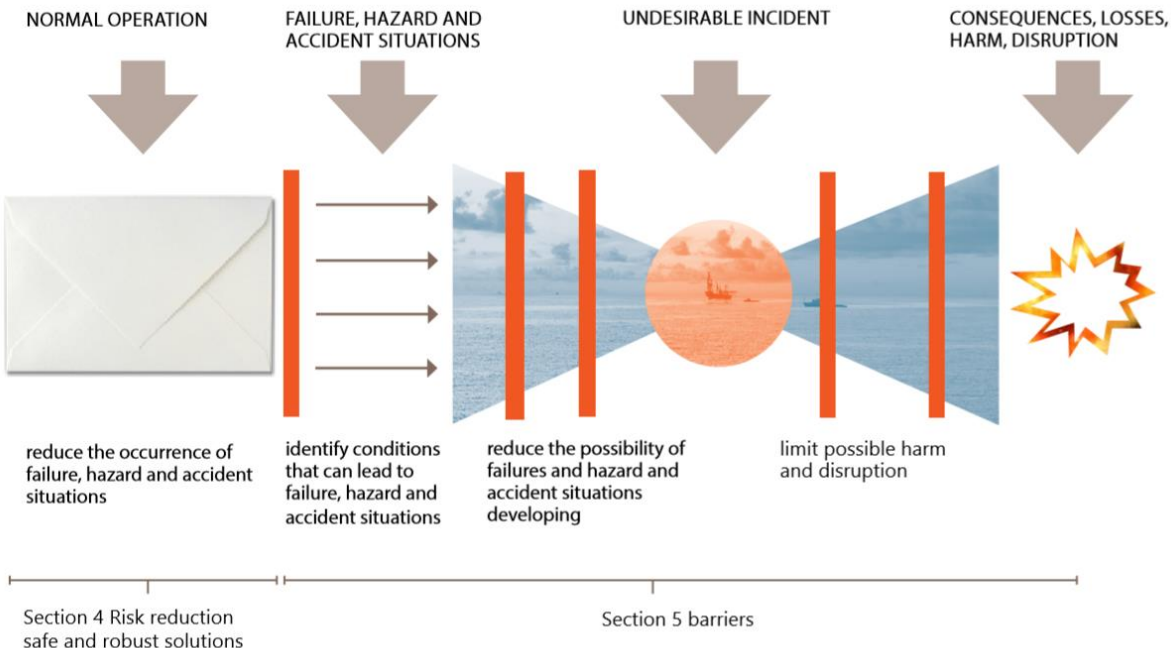 NORMAL OPERATION
FAILURE, HAZARD AND
ACCIDENT SITUATIONS
UNDESIRABLE INCIDENT
CONSEQUENCES, LOSSES,
HARM, DISRUPTION
reduce the occurrence of
failure, hazard and accident
situations
identify conditions
that can lead to
failure, hazard and
accident situations
reduce the possibility of
failures and hazard and
accident situations
developing
limit possible harm
and disruption
Section 4 Risk reduction
safe and robust solutions
Section 5 barriers